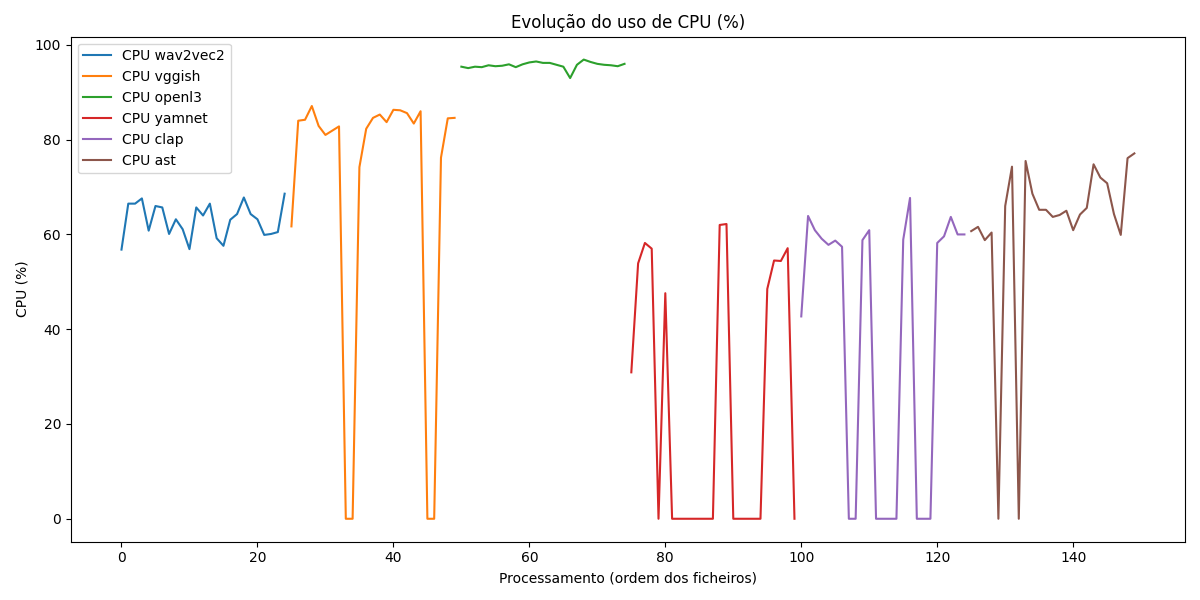 Evolução do uso de CPU (%)
CPU wav2vec2
CPU vggish
CPU openl3
CPU yamnet
CPU clap
CPU ast
CPU (%)
100
80
60
40
20
0
0 20 40 60 80 100 120 140
Processamento (ordem dos ficheiros)